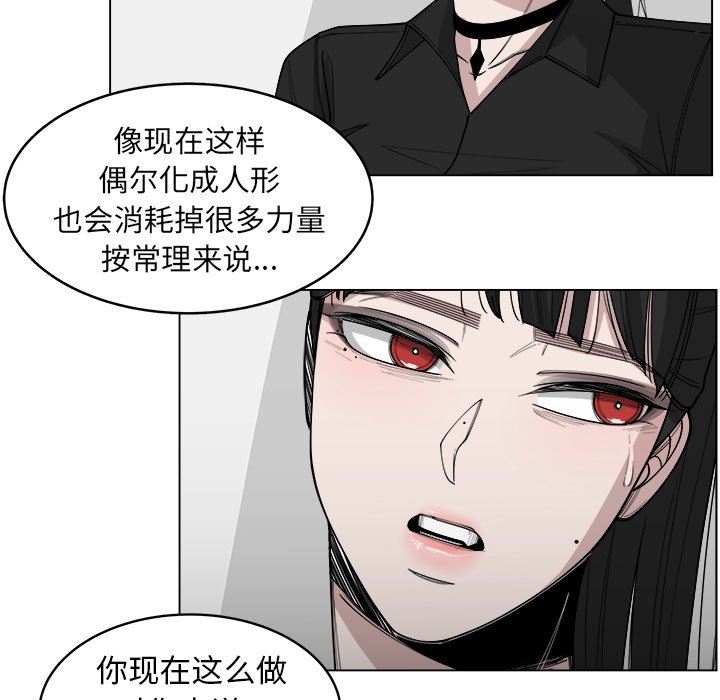 像现在这样
偶尔化成人形
也会消耗掉很多力量
按常理来说…
你现在这么做